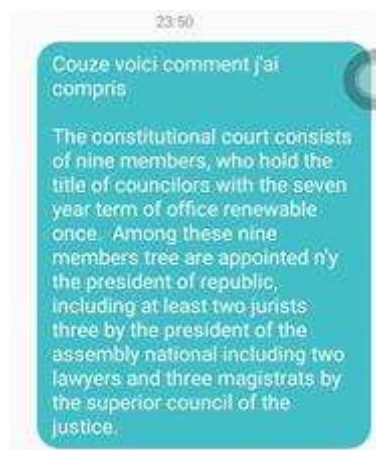 23:50
Couze voici comment j'ai
compris
The constitutional court consists
of nine members, who hold the
title of councilors with the seven
year term of office renewable
once. Among these nine
members tree are appointed n'y
the president of republic,
including at least two jurists
three by the president of the
assembly national including two
lawyers and three magistrats by
the superior council of the
justice.